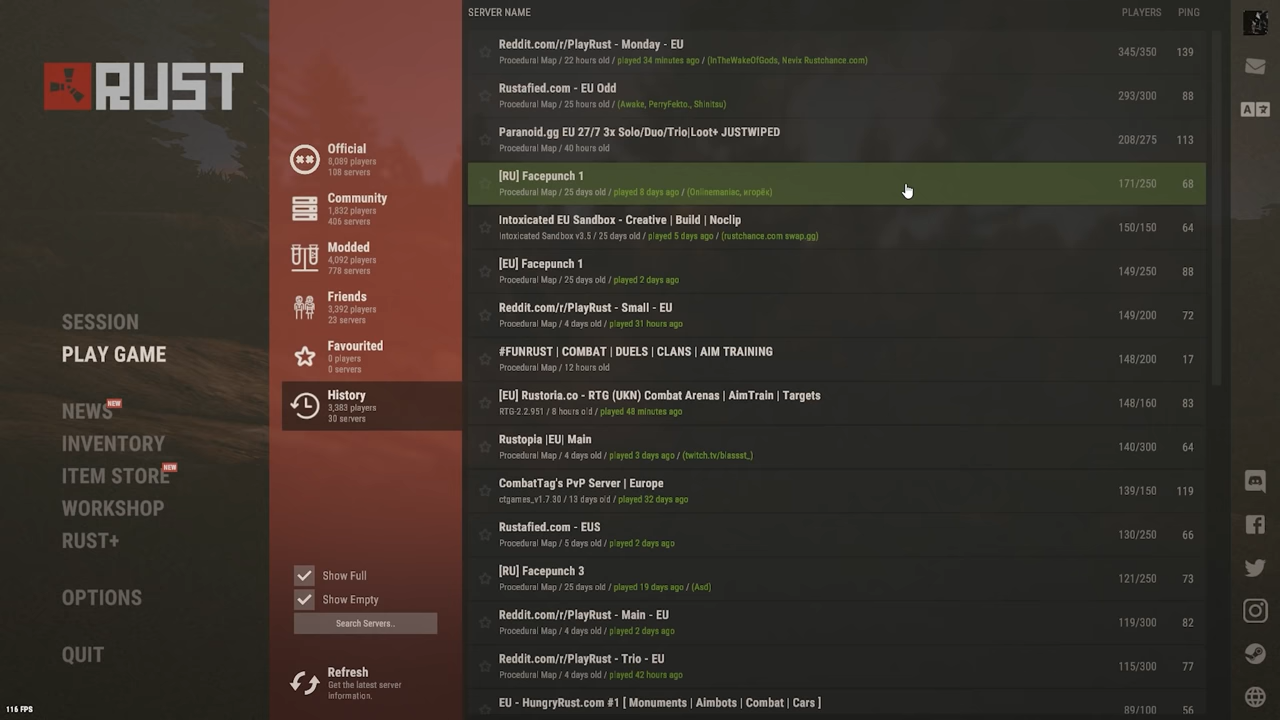 RUST
SESSION
PLAY GAME
NEWS NEW
INVENTORY
ITEM STORE NEW
WORKSHOP
RUST+
OPTIONS
QUIT
116 FPS
Official
8,089 players
108 servers
Community
1,832 players
406 servers
Modded
4,092 players
778 servers
Friends
3,392 players
23 servers
Favourited
0 players
0 servers
History
3,383 players
30 servers
Show Full
Show Empty
Search Servers..
Refresh
Get the latest server
information.
SERVER NAME PLAYERS PING
Reddit.com/r/PlayRust - Monday - EU 345/350 139
Procedural Map / 22 hours old / played 34 minutes ago / (InTheWakeOfGods, Nevix Rustchance.com)
Rustafied.com - EU Odd 293/300 88
Procedural Map / 25 hours old / (Awake, PerryFekto., Shinitsu)
Paranoid.gg EU 27/7 3x Solo/Duo/Trio|Loot+ JUSTWIPED 208/275 113
Procedural Map / 40 hours old
[RU] Facepunch 1 171/250 68
Procedural Map / 25 days old / played 8 days ago / (Onlinemaniac, игорёк)
Intoxicated EU Sandbox - Creative | Build | Noclip 150/150 64
Intoxicated Sandbox v3.5 / 25 days old / played 5 days ago / (rustchance.com swap.gg)
[EU] Facepunch 1 149/250 88
Procedural Map / 25 days old / played 2 days ago
Reddit.com/r/PlayRust - Small - EU 149/200 72
Procedural Map / 4 days old / played 31 hours ago
#FUNRUST | COMBAT | DUELS | CLANS | AIM TRAINING 148/200 17
Procedural Map / 12 hours old
[EU] Rustoria.co - RTG (UKN) Combat Arenas | AimTrain | Targets 148/160 83
RTG-2.2.951 / 8 hours old / played 48 minutes ago
Rustopia |EU| Main 140/300 64
Procedural Map / 4 days old / played 3 days ago / (twitch.tv/blassst_)
CombatTag's PvP Server | Europe 139/150 119
ctgames_v1.7.30 / 13 days old / played 32 days ago
Rustafied.com - EUS 130/250 66
Procedural Map / 5 days old / played 2 days ago
[RU] Facepunch 3 121/250 73
Procedural Map / 25 days old / played 19 days ago / (Asd)
Reddit.com/r/PlayRust - Main - EU 119/300 82
Procedural Map / 4 days old / played 2 days ago
Reddit.com/r/PlayRust - Trio - EU 115/300 77
Procedural Map / 4 days old / played 42 hours ago
EU - HungryRust.com #1 [ Monuments | Aimbots | Combat | Cars ] 89/100 56